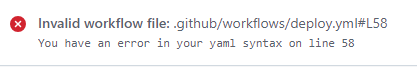 Invalid workflow file: .github/workflows/deploy.yml#L58
You have an error in your yaml syntax on line 58